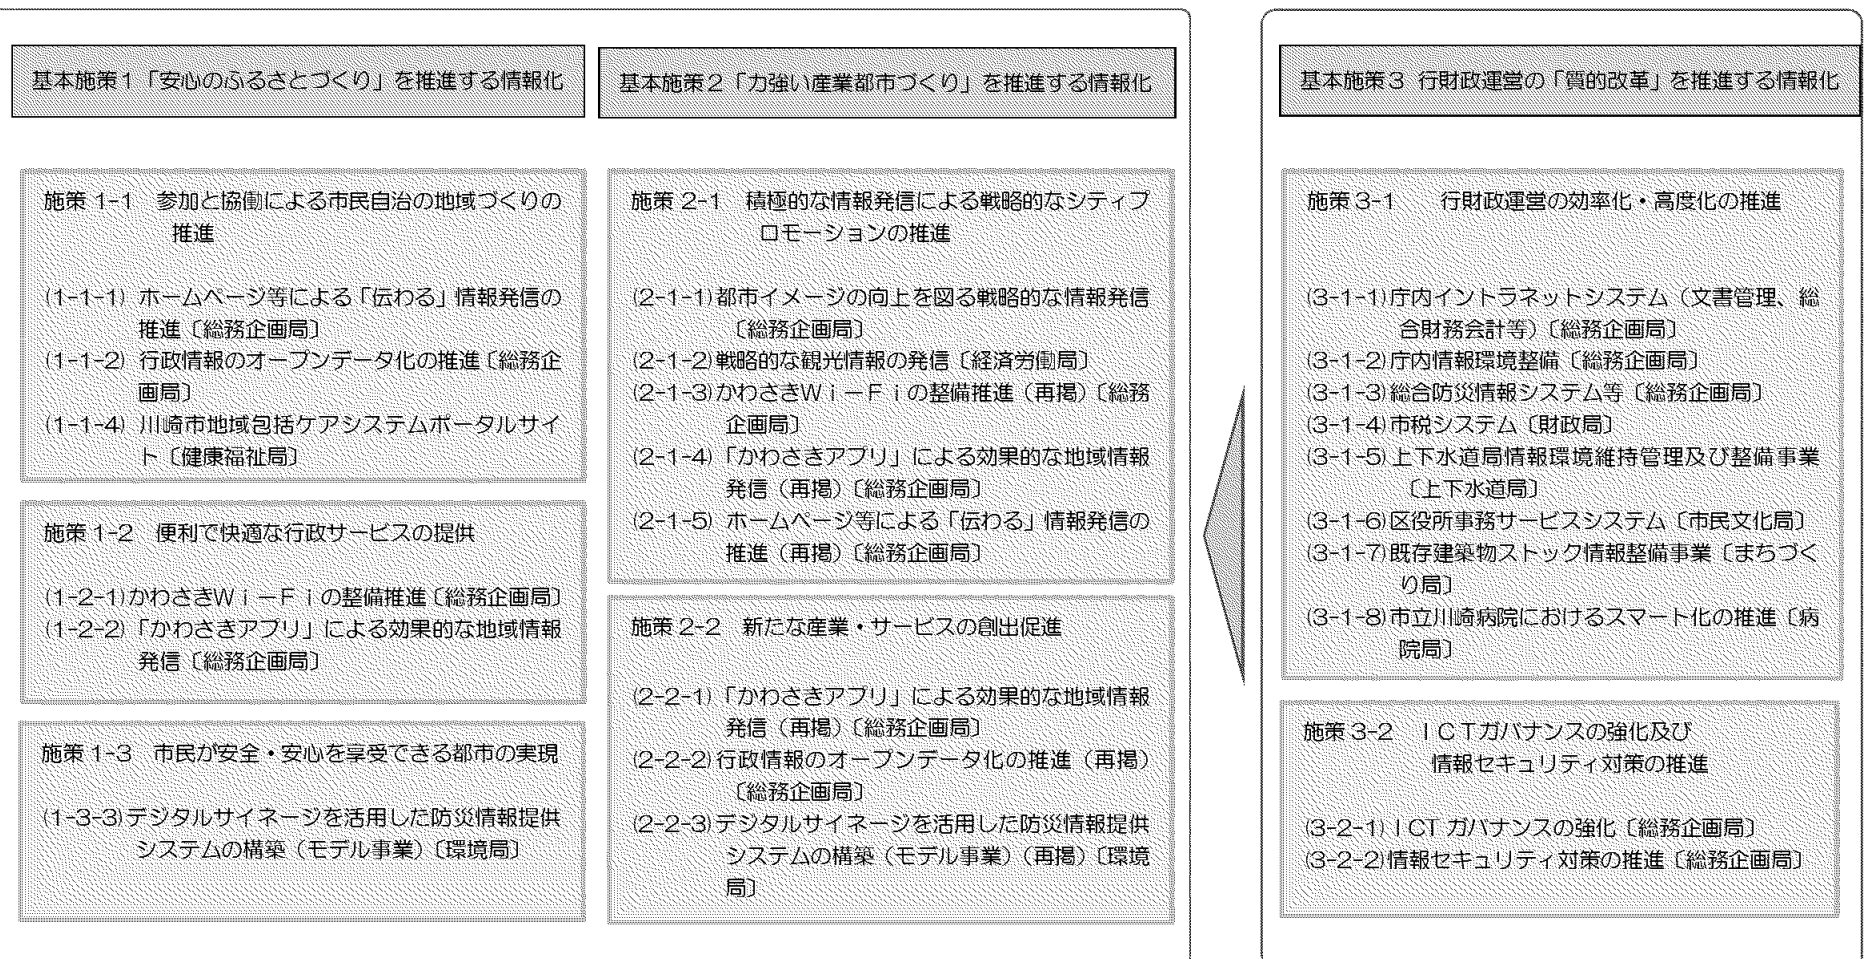 基本施策1「安心のふるさとづくり」を推進する情報化
施策 1-1　参加と協働による市民自治の地域づくりの
推進
(1-1-1) ホームページ等による「伝わる」情報発信の
推進〔総務企画局〕
(1-1-2) 行政情報のオープンデータ化の推進〔総務企
画局〕
(1-1-4) 川崎市地域包括ケアシステムポータルサイ
ト〔健康福祉局〕
施策 1-2　便利で快適な行政サービスの提供
(1-2-1)かわさきWi－Fiの整備推進〔総務企画局〕
(1-2-2)「かわさきアプリ」による効果的な地域情報
発信〔総務企画局〕
施策 1-3　市民が安全・安心を享受できる都市の実現
(1-3-3)デジタルサイネージを活用した防災情報提供
システムの構築（モデル事業）〔環境局〕
基本施策2「力強い産業都市づくり」を推進する情報化
施策 2-1　積極的な情報発信による戦略的なシティプ
ロモーションの推進
(2-1-1)都市イメージの向上を図る戦略的な情報発信
〔総務企画局〕
(2-1-2)戦略的な観光情報の発信〔経済労働局〕
(2-1-3)かわさきWi－Fiの整備推進（再掲）〔総務
企画局〕
(2-1-4)「かわさきアプリ」による効果的な地域情報
発信（再掲）〔総務企画局〕
(2-1-5) ホームページ等による「伝わる」情報発信の
推進（再掲）〔総務企画局〕
施策 2-2　新たな産業・サービスの創出促進
(2-2-1)「かわさきアプリ」による効果的な地域情報
発信（再掲）〔総務企画局〕
(2-2-2)行政情報のオープンデータ化の推進（再掲）
〔総務企画局〕
(2-2-3)デジタルサイネージを活用した防災情報提供
システムの構築（モデル事業）（再掲）〔環境
局〕
基本施策3 行財政運営の「質的改革」を推進する情報化
施策 3-1　行財政運営の効率化・高度化の推進
(3-1-1)庁内イントラネットシステム（文書管理、総
合財務会計等）〔総務企画局〕
(3-1-2)庁内情報環境整備〔総務企画局〕
(3-1-3)総合防災情報システム等〔総務企画局〕
(3-1-4)市税システム〔財政局〕
(3-1-5)上下水道局情報環境維持管理及び整備事業
〔上下水道局〕
(3-1-6)区役所事務サービスシステム〔市民文化局〕
(3-1-7)既存建築物ストック情報整備事業〔まちづく
り局〕
(3-1-8)市立川崎病院におけるスマート化の推進〔病
院局〕
施策 3-2　ＩＣＴガバナンスの強化及び
情報セキュリティ対策の推進
(3-2-1)ＩCT ガバナンスの強化〔総務企画局〕
(3-2-2)情報セキュリティ対策の推進〔総務企画局〕